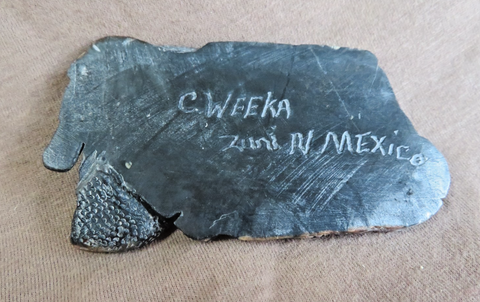 C. WEEKA
Zuni N. MEXICO